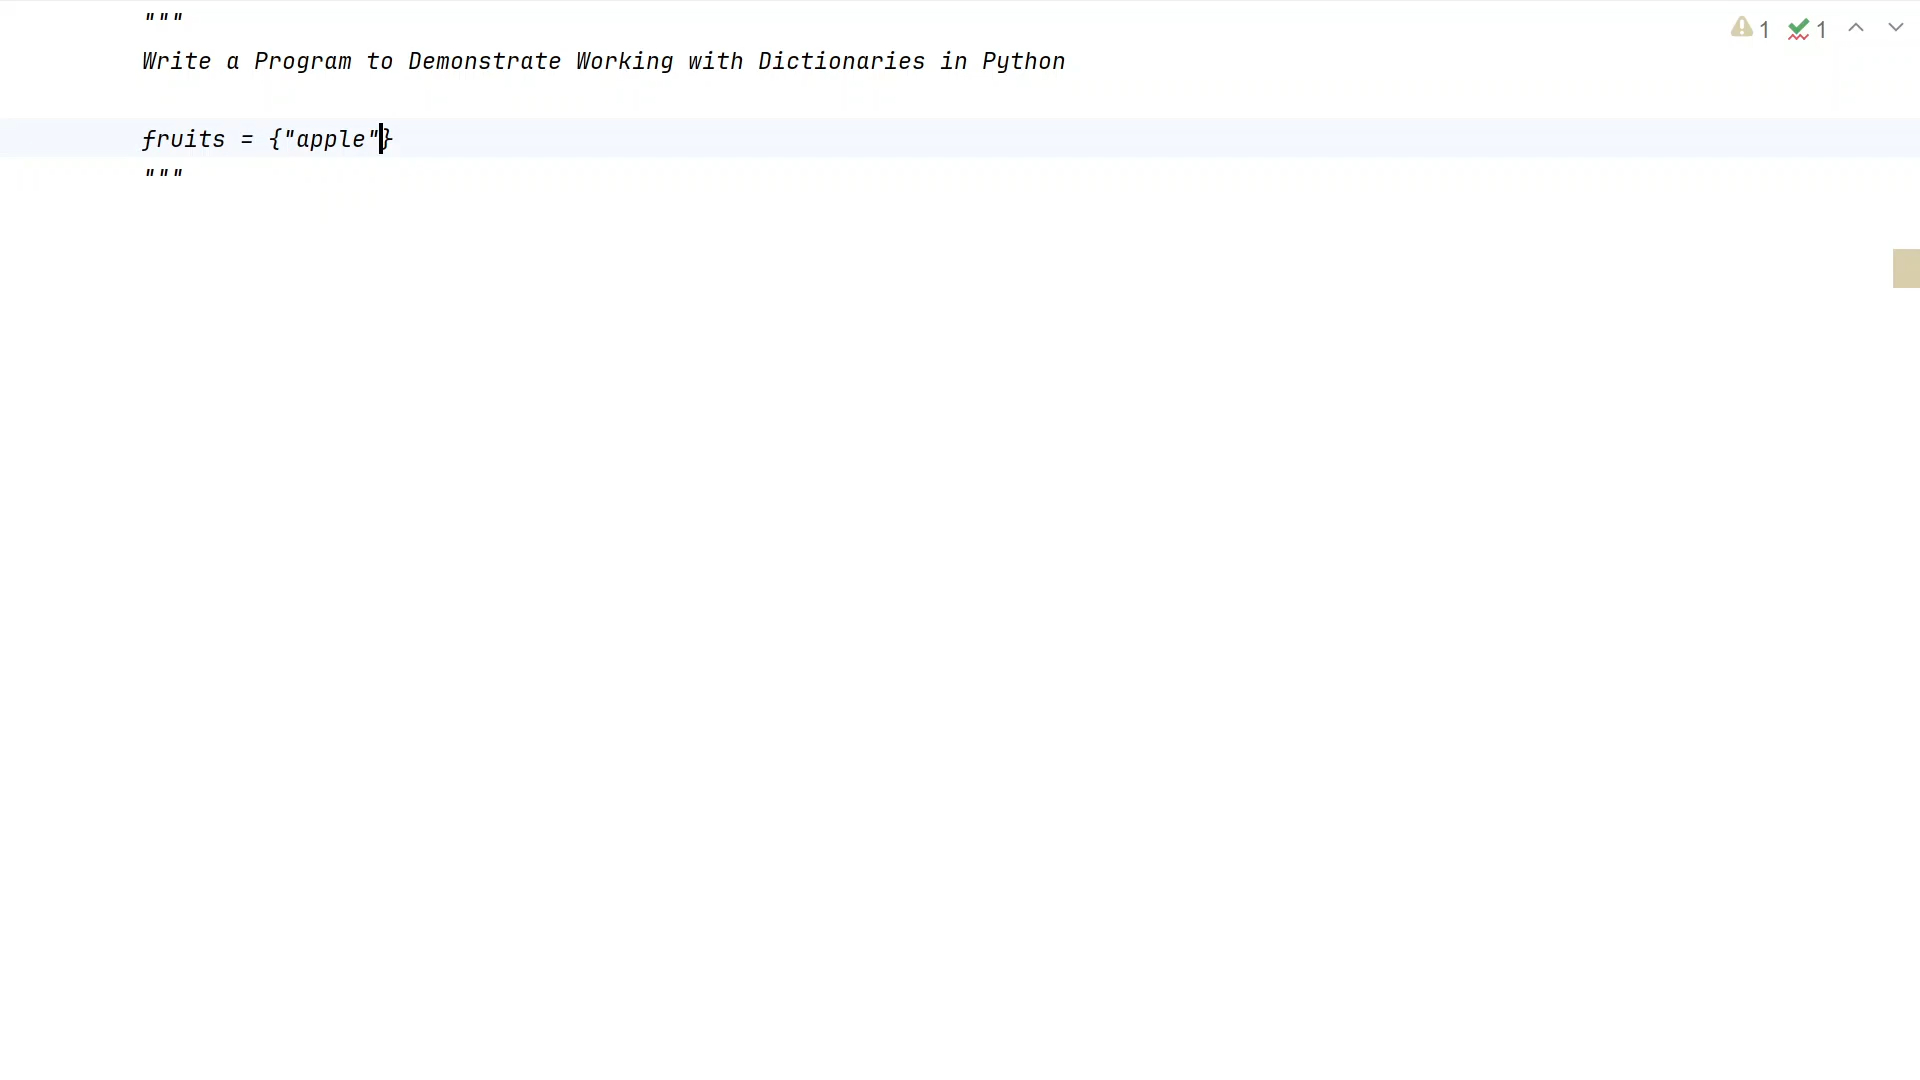 """
1 1
Write a Program to Demonstrate Working with Dictionaries in Python
fruits = {"apple"}
"""